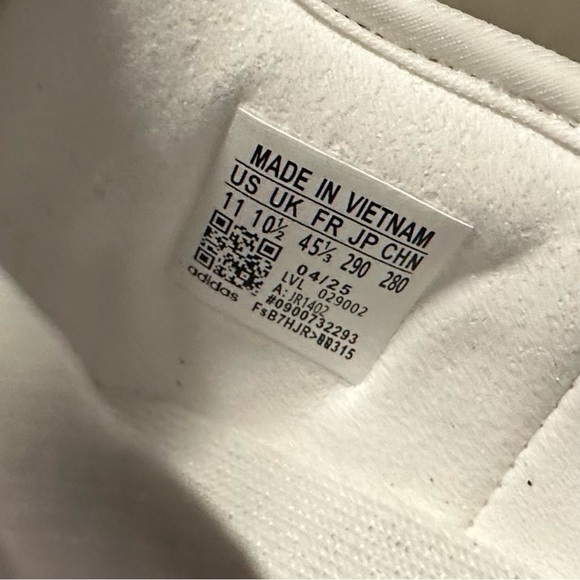 MADE IN VIETNAM
US UK FR JP CHN
11 10½ 45⅓ 290 280
04/25
LVL 029002
A: JR1402
#0900732293
adidas